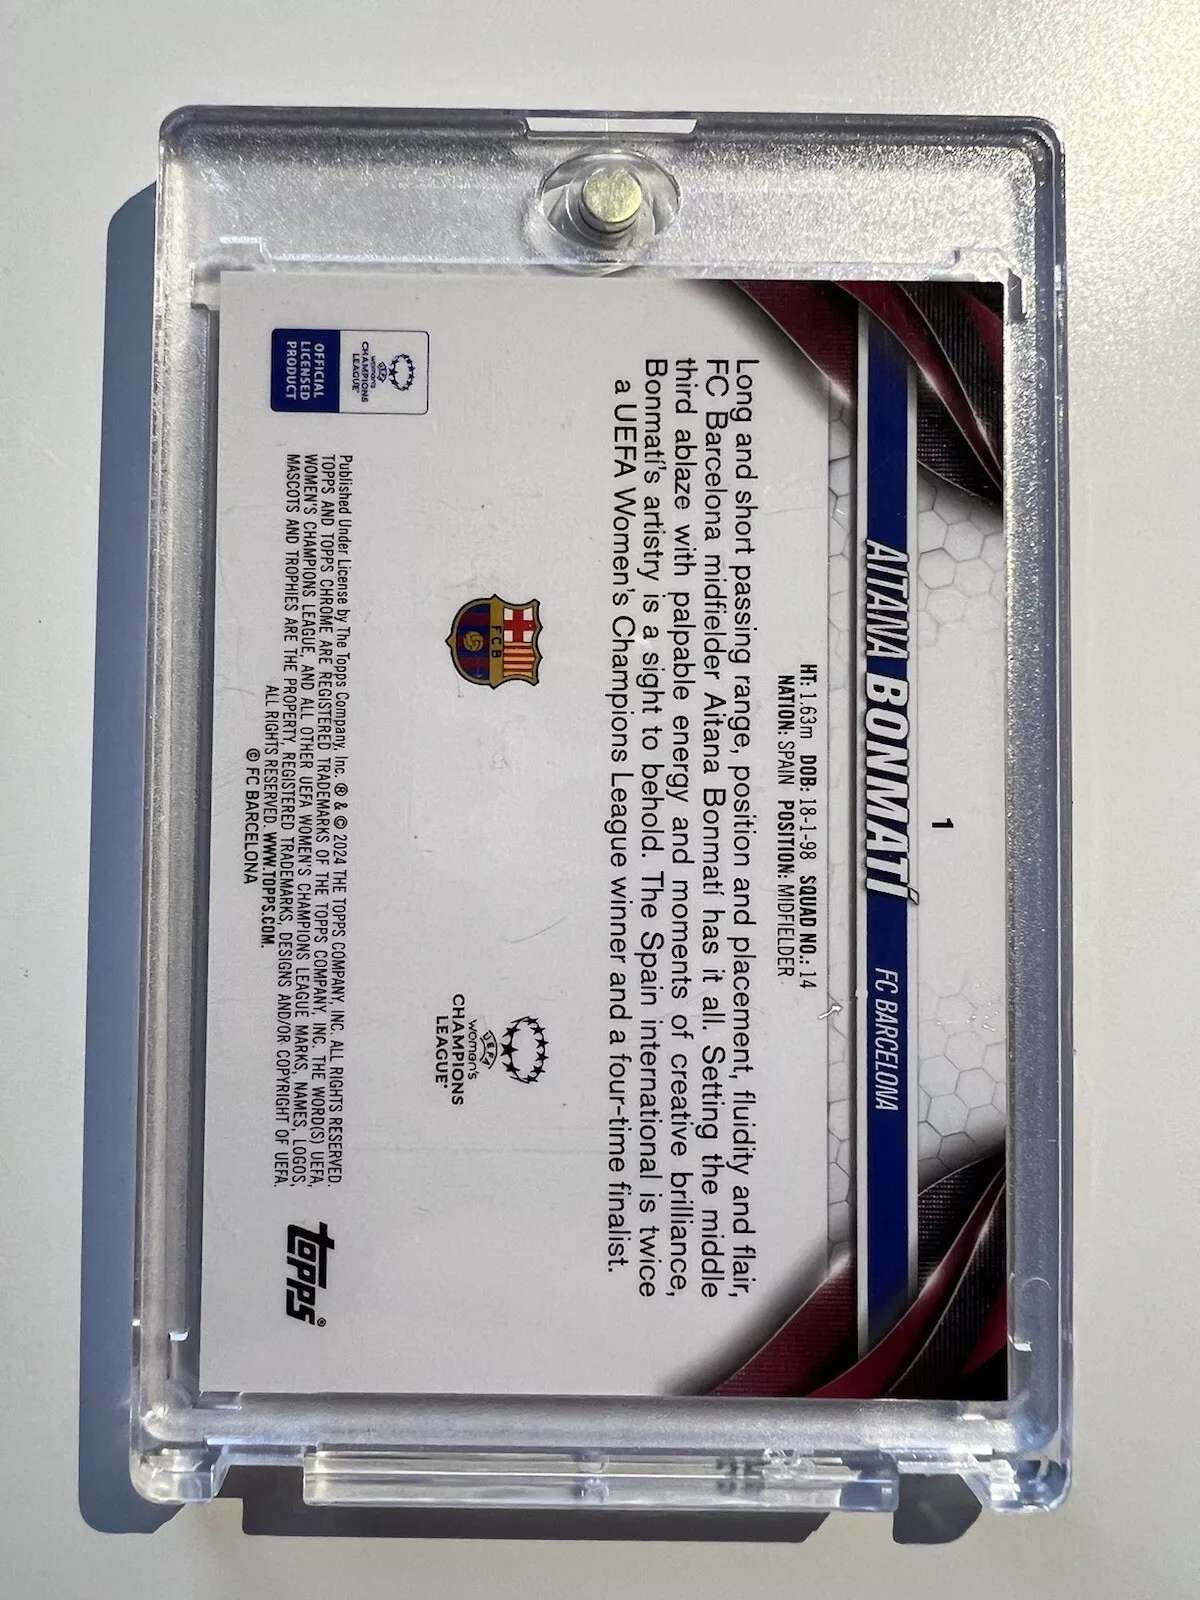 1
AITANA BONMATÍ FC BARCELONA
HT: 1.63m DOB: 18-1-98 SQUAD NO.: 14
NATION: SPAIN POSITION: MIDFIELDER
Long and short passing range, position and placement, fluidity and flair,
FC Barcelona midfielder Aitana Bonmatí has it all. Setting the middle
third ablaze with palpable energy and moments of creative brilliance,
Bonmatí's artistry is a sight to behold. The Spain international is twice
a UEFA Women's Champions League winner and a four-time finalist.
FCB
UEFA
women's
CHAMPIONS
LEAGUE®
UEFA
women's
CHAMPIONS
LEAGUE®
OFFICIAL
LICENSED
PRODUCT
Published Under License by The Topps Company, Inc. ® & © 2024 THE TOPPS COMPANY, INC. ALL RIGHTS RESERVED.
TOPPS AND TOPPS CHROME ARE REGISTERED TRADEMARKS OF THE TOPPS COMPANY, INC. THE WORD(S) UEFA,
WOMEN'S CHAMPIONS LEAGUE, AND ALL OTHER UEFA WOMEN'S CHAMPIONS LEAGUE MARKS, NAMES, LOGOS,
MASCOTS AND TROPHIES ARE THE PROPERTY, REGISTERED TRADEMARKS, DESIGNS AND/OR COPYRIGHT OF UEFA.
ALL RIGHTS RESERVED. WWW.TOPPS.COM.
© FC BARCELONA
topps®